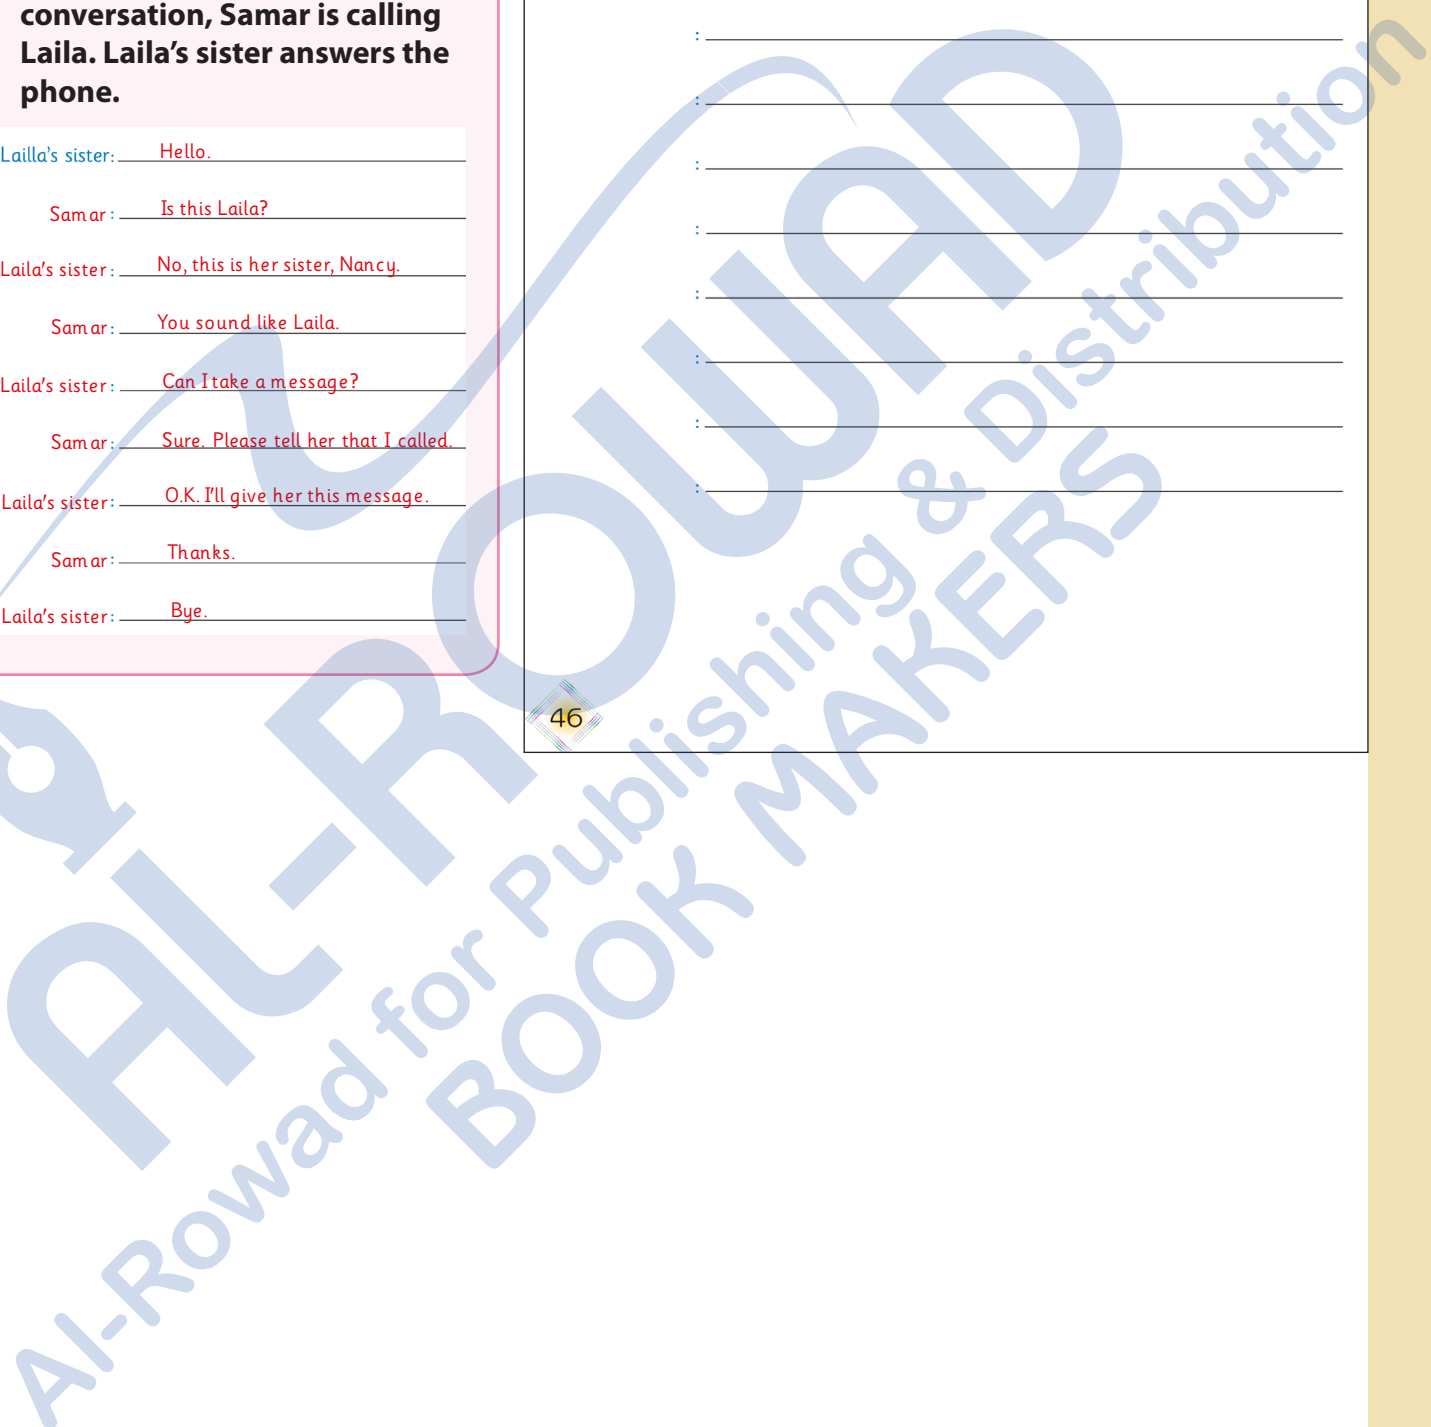 conversation, Samar is calling
Laila. Laila's sister answers the
phone.
Lailla's sister: Hello.
Samar: Is this Laila?
Laila's sister: No, this is her sister, Nancy.
Samar: You sound like Laila.
Laila's sister: Can I take a message?
Samar: Sure. Please tell her that I called.
Laila's sister: O.K. I'll give her this message.
Samar: Thanks.
Laila's sister: Bye.
:
:
:
:
:
:
:
:
46
AL-ROWAD
Al-Rowad for Publishing & Distribution
BOOK MAKERS